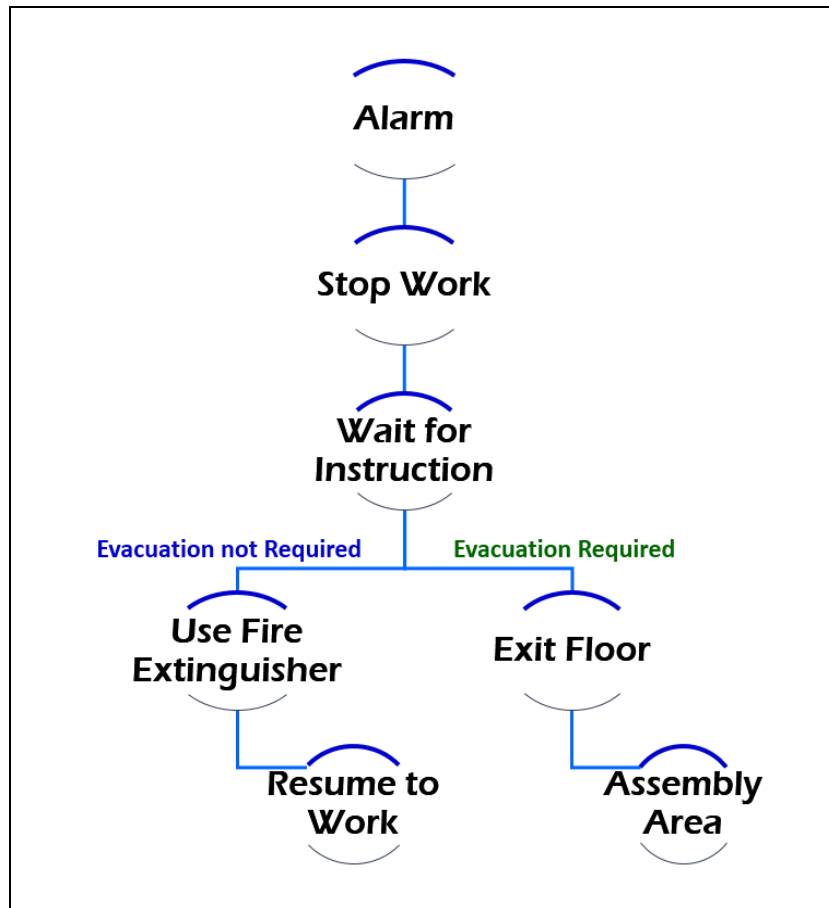 Alarm
Stop Work
Wait for
Instruction
Evacuation not Required
Evacuation Required
Use Fire
Extinguisher
Exit Floor
Resume to
Work
Assembly
Area